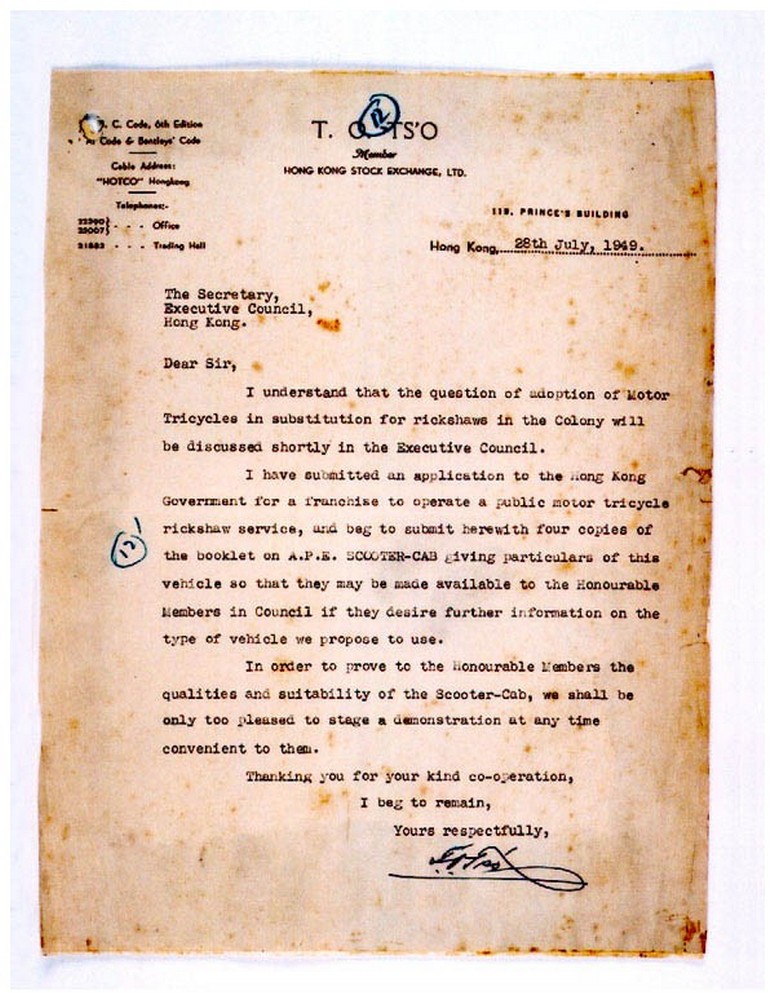 C. Code, 6th Edition
Code & Bentleys' Code
Cable Address:
"HOTCO" Hongkong
Telephones:-
- - - Office
21883 - - - Trading Hall
T. O. TS'O
Member
HONG KONG STOCK EXCHANGE, LTD.
PRINCE'S BUILDING
Hong Kong, 28th July, 1949.
The Secretary,
Executive Council,
Hong Kong.
Dear Sir,
I understand that the question of adoption of Motor
Tricycles in substitution for rickshaws in the Colony will
be discussed shortly in the Executive Council.
I have submitted an application to the Hong Kong
Government for a franchise to operate a public motor tricycle
rickshaw service, and beg to submit herewith four copies of
the booklet on A.P.E. SCOOTER-CAB giving particulars of this
vehicle so that they may be made available to the Honourable
Members in Council if they desire further information on the
type of vehicle we propose to use.
In order to prove to the Honourable Members the
qualities and suitability of the Scooter-Cab, we shall be
only too pleased to stage a demonstration at any time
convenient to them.
Thanking you for your kind co-operation,
I beg to remain,
Yours respectfully,
12